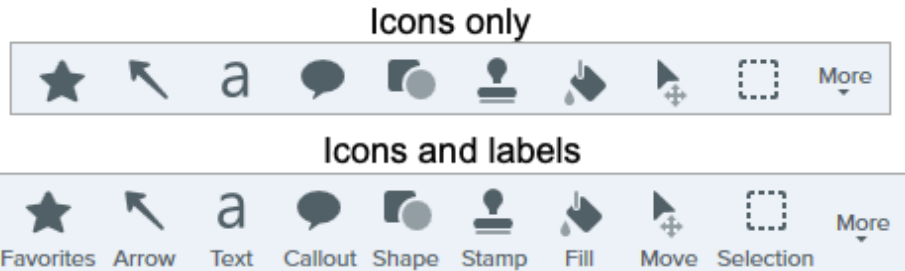 Icons only
a More
Icons and labels
a More
Favorites Arrow Text Callout Shape Stamp Fill Move Selection